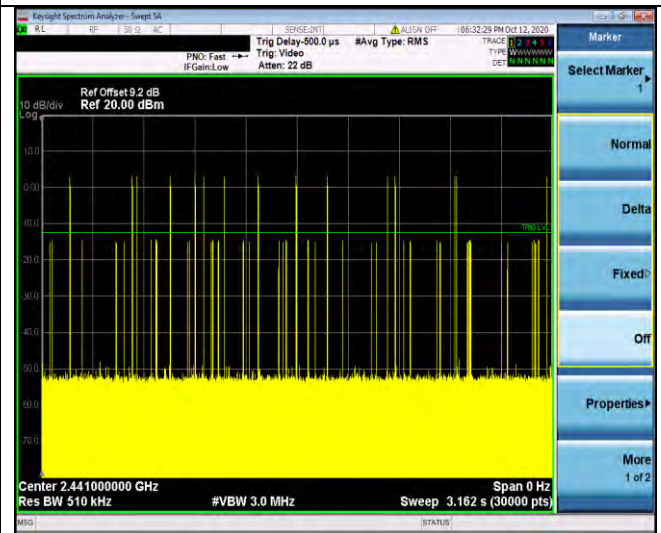 Keysight Spectrum Analyzer - Swept SA
RL RF 50 Ω AC SENSE:INT ALIGN OFF 06:32:29 PM Oct 12, 2020
Trig Delay-500.0 µs #Avg Type: RMS TRACE 1 2 3 4 5 6
PNO: Fast Trig: Video TYPE WWWWWW
IFGain:Low Atten: 22 dB DET N N N N N N
Ref Offset 9.2 dB
10 dB/div Ref 20.00 dBm
Log
10.0
0.00
-10.0
TRIG LVL
-20.0
-30.0
-40.0
-50.0
-60.0
-70.0
Center 2.441000000 GHz Span 0 Hz
Res BW 510 kHz #VBW 3.0 MHz Sweep 3.162 s (30000 pts)
MSG STATUS
Marker
Select Marker
1
Normal
Delta
Fixed
Off
Properties
More
1 of 2